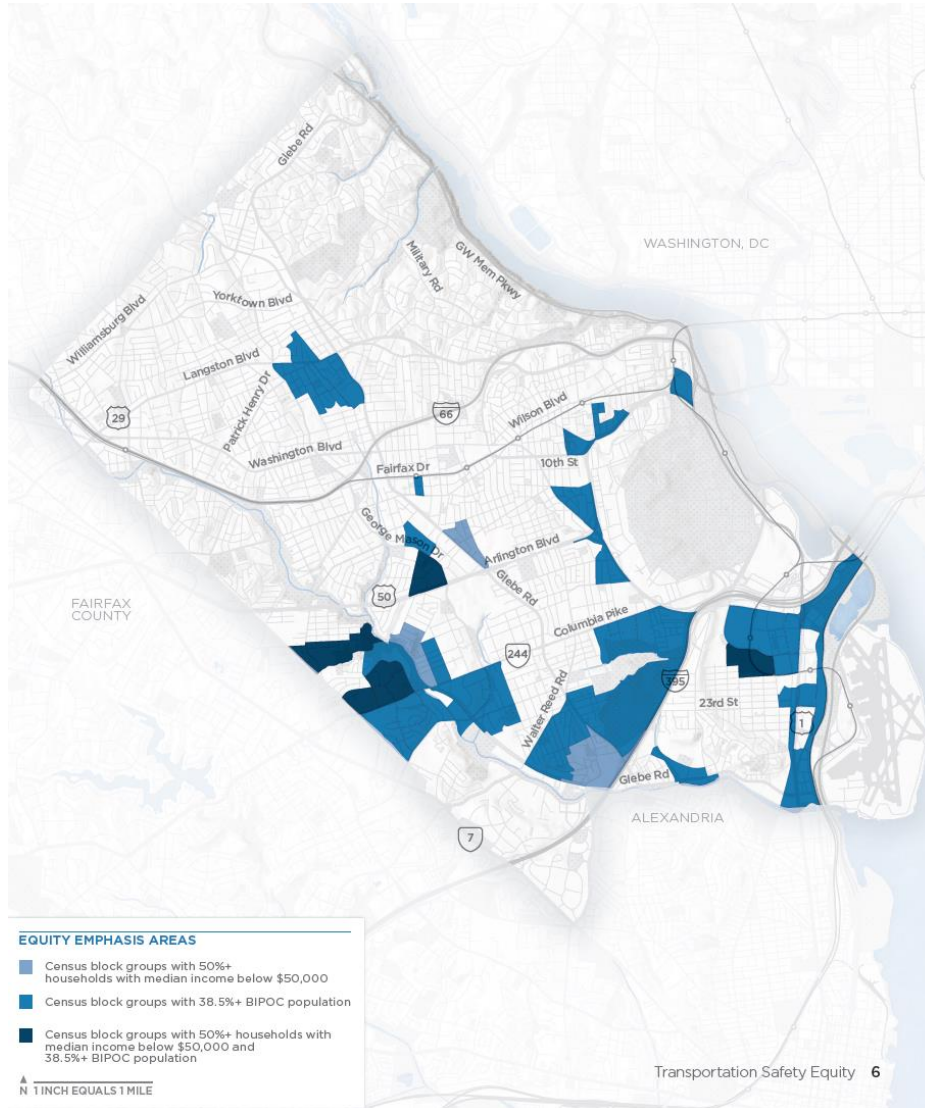 Glebe Rd
WASHINGTON, DC
Military Rd
GW Mem Pkwy
Yorktown Blvd
Williamsburg Blvd
Langston Blvd
Patrick Henry Dr
29
66
Wilson Blvd
Washington Blvd
10th St
Fairfax Dr
George Mason Dr
Arlington Blvd
Glebe Rd
50
FAIRFAX
COUNTY
Columbia Pike
244
Walter Reed Rd
395
23rd St
1
Glebe Rd
ALEXANDRIA
7
EQUITY EMPHASIS AREAS
Census block groups with 50%+
households with median income below $50,000
Census block groups with 38.5%+ BIPOC population
Census block groups with 50%+ households with
median income below $50,000 and
38.5%+ BIPOC population
N 1 INCH EQUALS 1 MILE
Transportation Safety Equity 6